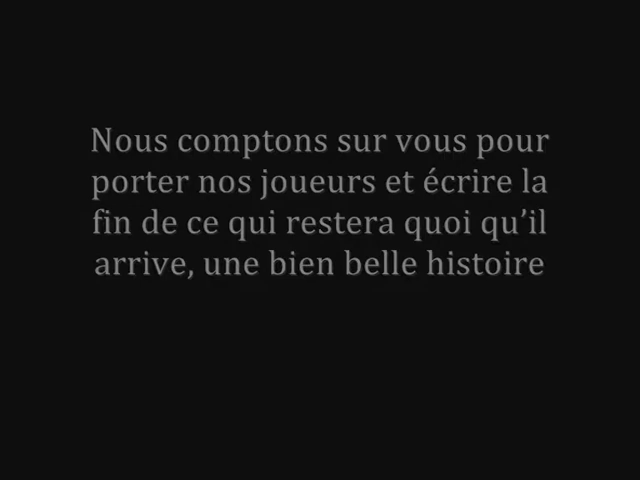 Nous comptons sur vous pour
porter nos joueurs et écrire la
fin de ce qui restera quoi qu’il
arrive, une bien belle histoire